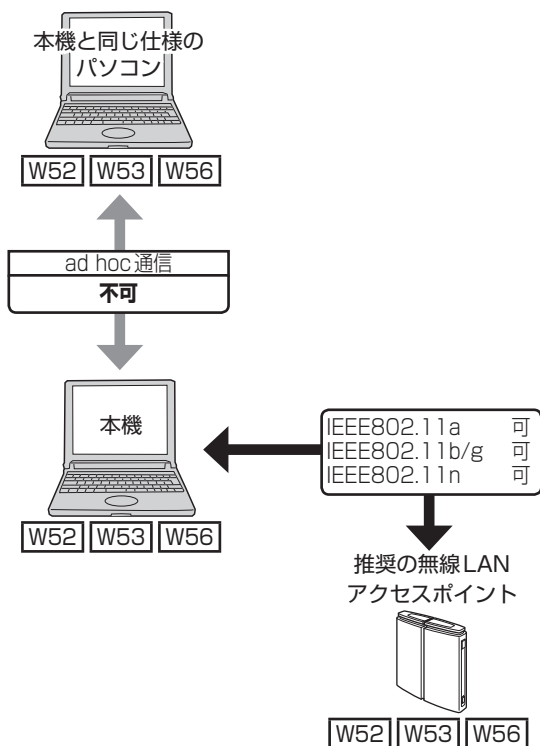 本機と同じ仕様の
パソコン
W52 W53 W56
ad hoc通信
不可
本機
W52 W53 W56
IEEE802.11a 可
IEEE802.11b/g 可
IEEE802.11n 可
推奨の無線LAN
アクセスポイント
W52 W53 W56